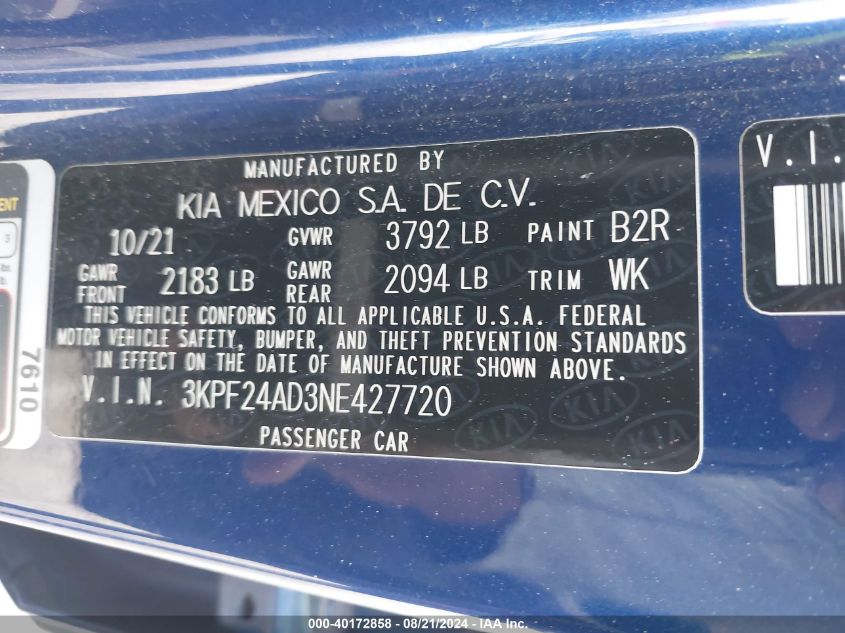 MANUFACTURED BY
KIA MEXICO S.A. DE C.V.
10/21 GVWR 3792 LB PAINT B2R
GAWR FRONT 2183 LB GAWR REAR 2094 LB TRIM WK
THIS VEHICLE CONFORMS TO ALL APPLICABLE U.S.A. FEDERAL
MOTOR VEHICLE SAFETY, BUMPER, AND THEFT PREVENTION STANDARDS
IN EFFECT ON THE DATE OF MANUFACTURE SHOWN ABOVE.
V.I.N. 3KPF24AD3NE427720
PASSENGER CAR
7610
V.I.
000-40172858 - 08/21/2024 - IAA Inc.